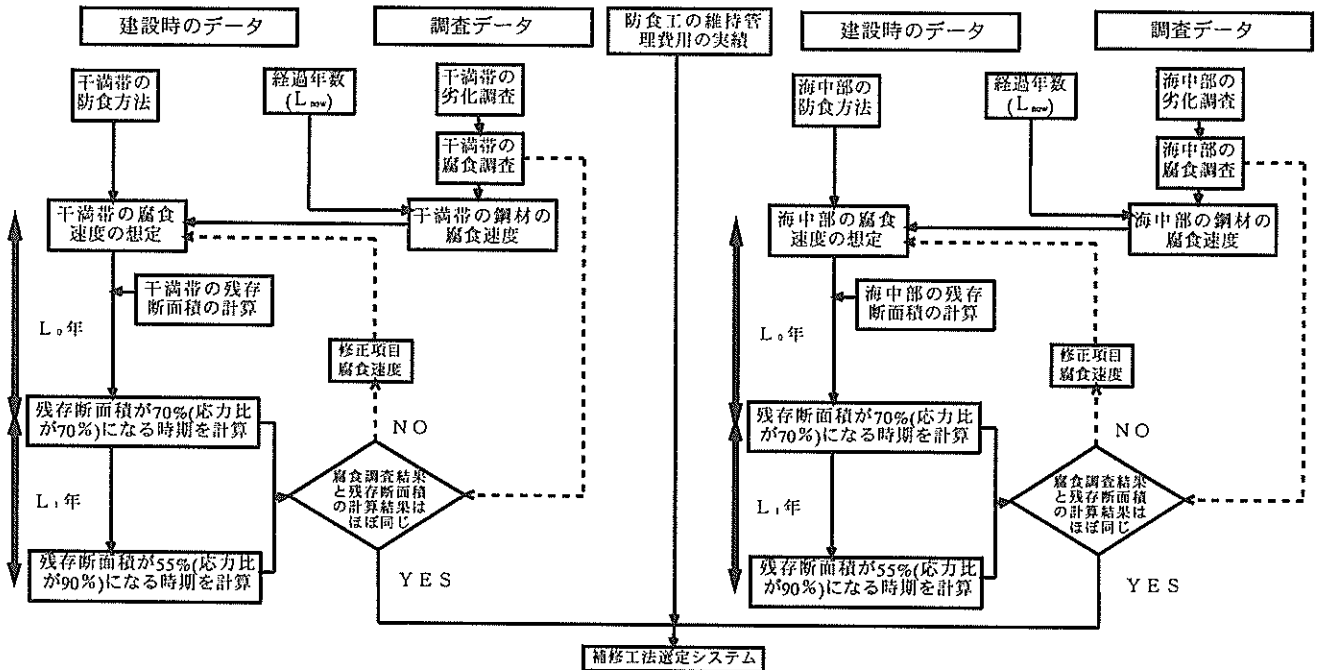 建設時のデータ
調査データ
防食工の維持管
理費用の実績
建設時のデータ
調査データ
干満帯の
防食方法
経過年数
(L now)
干満帯の
劣化調査
干満帯の
腐食調査
干満帯の腐食
速度の想定
干満帯の鋼材の
腐食速度
干満帯の残存
断面積の計算
L₀年
修正項目
腐食速度
残存断面積が70%(応力比
が70%)になる時期を計算
NO
腐食調査結果
と残存断面積
の計算結果は
ほぼ同じ
L₁年
残存断面積が55%(応力比
が90%)になる時期を計算
YES
海中部の
防食方法
経過年数
(L now)
海中部の
劣化調査
海中部の
腐食調査
海中部の腐食
速度の想定
海中部の鋼材の
腐食速度
海中部の残存
断面積の計算
L₀年
修正項目
腐食速度
残存断面積が70%(応力比
が70%)になる時期を計算
NO
腐食調査結果
と残存断面積
の計算結果は
ほぼ同じ
L₁年
残存断面積が55%(応力比
が90%)になる時期を計算
YES
補修工法選定システム